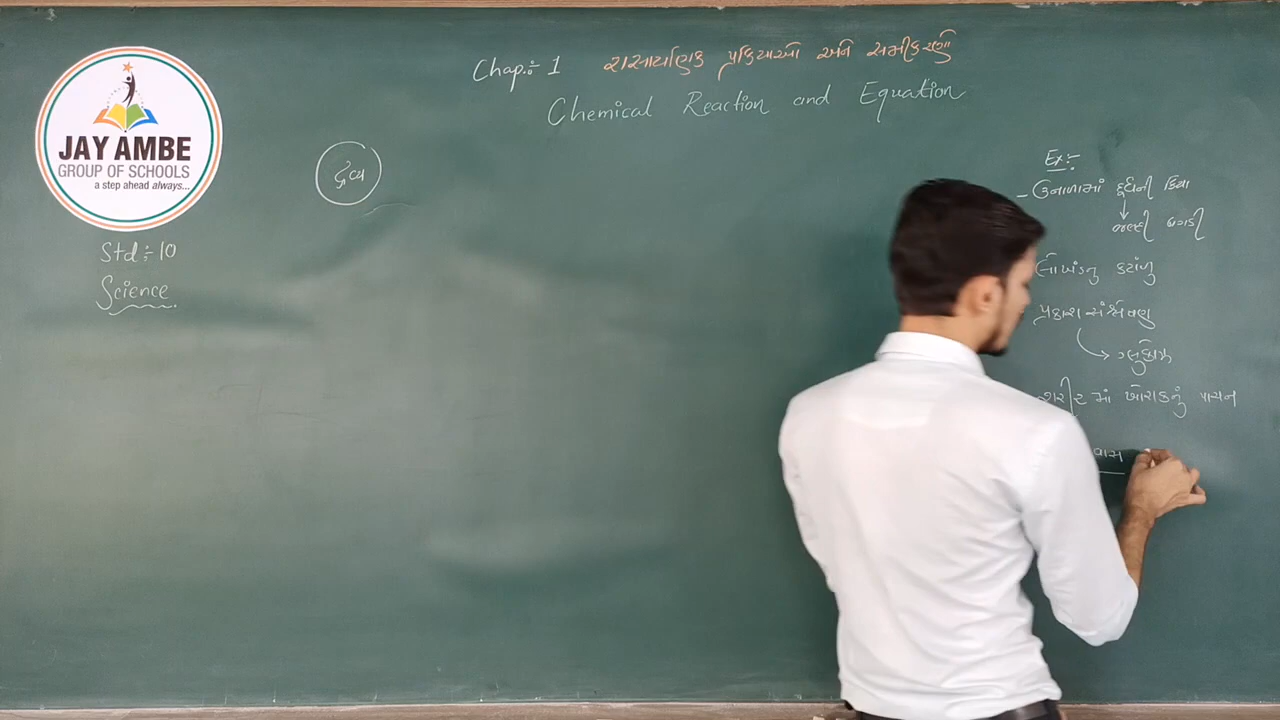 JAY AMBE
GROUP OF SCHOOLS
a step ahead always...
Std :- 10
Science
Chap. :- 1 રાસાયણિક પ્રક્રિયાઓ અને સમીકરણો
Chemical Reaction and Equation
દ્રવ્ય
Ex :-
- ઉનાળામાં દૂધની ક્રિયા
જલ્દી બગડી
લોખંડનુ કટાવુ
પ્રકાશ સંશ્લેષણ
ગ્લુકોઝ
શરીર માં ખોરાકનું પાચન